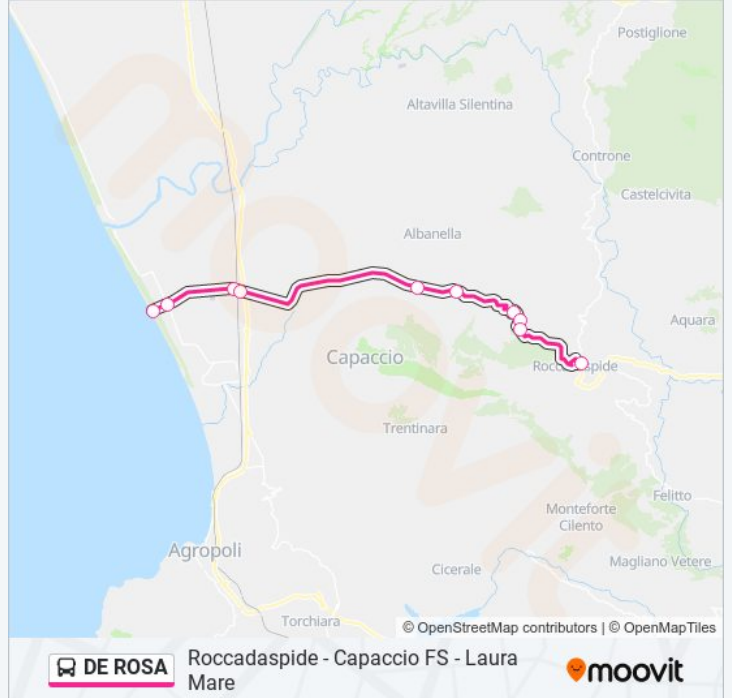 Postiglione
Altavilla Silentina
Controne
Castelcivita
Albanella
Aquara
Capaccio
Roccadaspide
Trentinara
Felitto
Monteforte
Cilento
Agropoli
Magliano Vetere
Cicerale
Torchiara
© OpenStreetMap contributors | © OpenMapTiles
DE ROSA
Roccadaspide - Capaccio FS - Laura
Mare
moovit
moovit